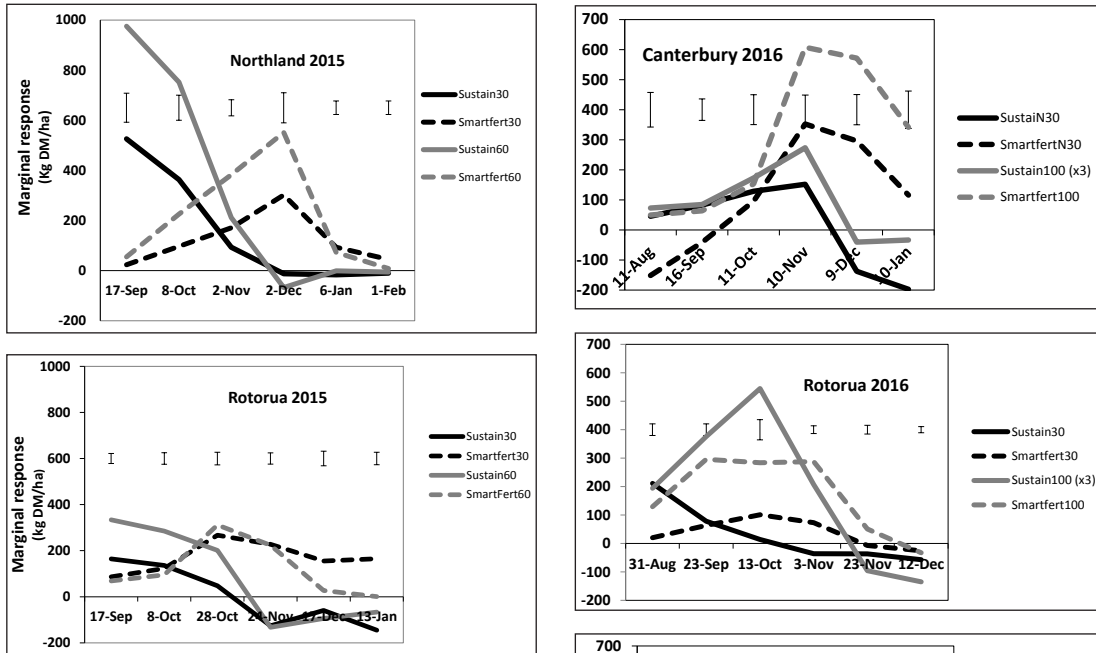 1000
800
600
400
200
0
-200
Marginal response
(Kg DM/ha)
Northland 2015
17-Sep 8-Oct 2-Nov 2-Dec 6-Jan 1-Feb
Sustain30
Smartfert30
Sustain60
Smartfert60
700
600
500
400
300
200
100
0
-100
-200
Canterbury 2016
11-Aug 16-Sep 11-Oct 10-Nov 9-Dec 10-Jan
SustaiN30
SmartfertN30
Sustain100 (x3)
Smartfert100
1000
800
600
400
200
0
-200
Marginal response
(kg DM/ha)
Rotorua 2015
17-Sep 8-Oct 28-Oct 24-Nov 17-Dec 13-Jan
Sustain30
Smartfert30
Sustain60
SmartFert60
700
600
500
400
300
200
100
0
-100
-200
Rotorua 2016
31-Aug 23-Sep 13-Oct 3-Nov 23-Nov 12-Dec
Sustain30
Smartfert30
Sustain100 (x3)
Smartfert100
700